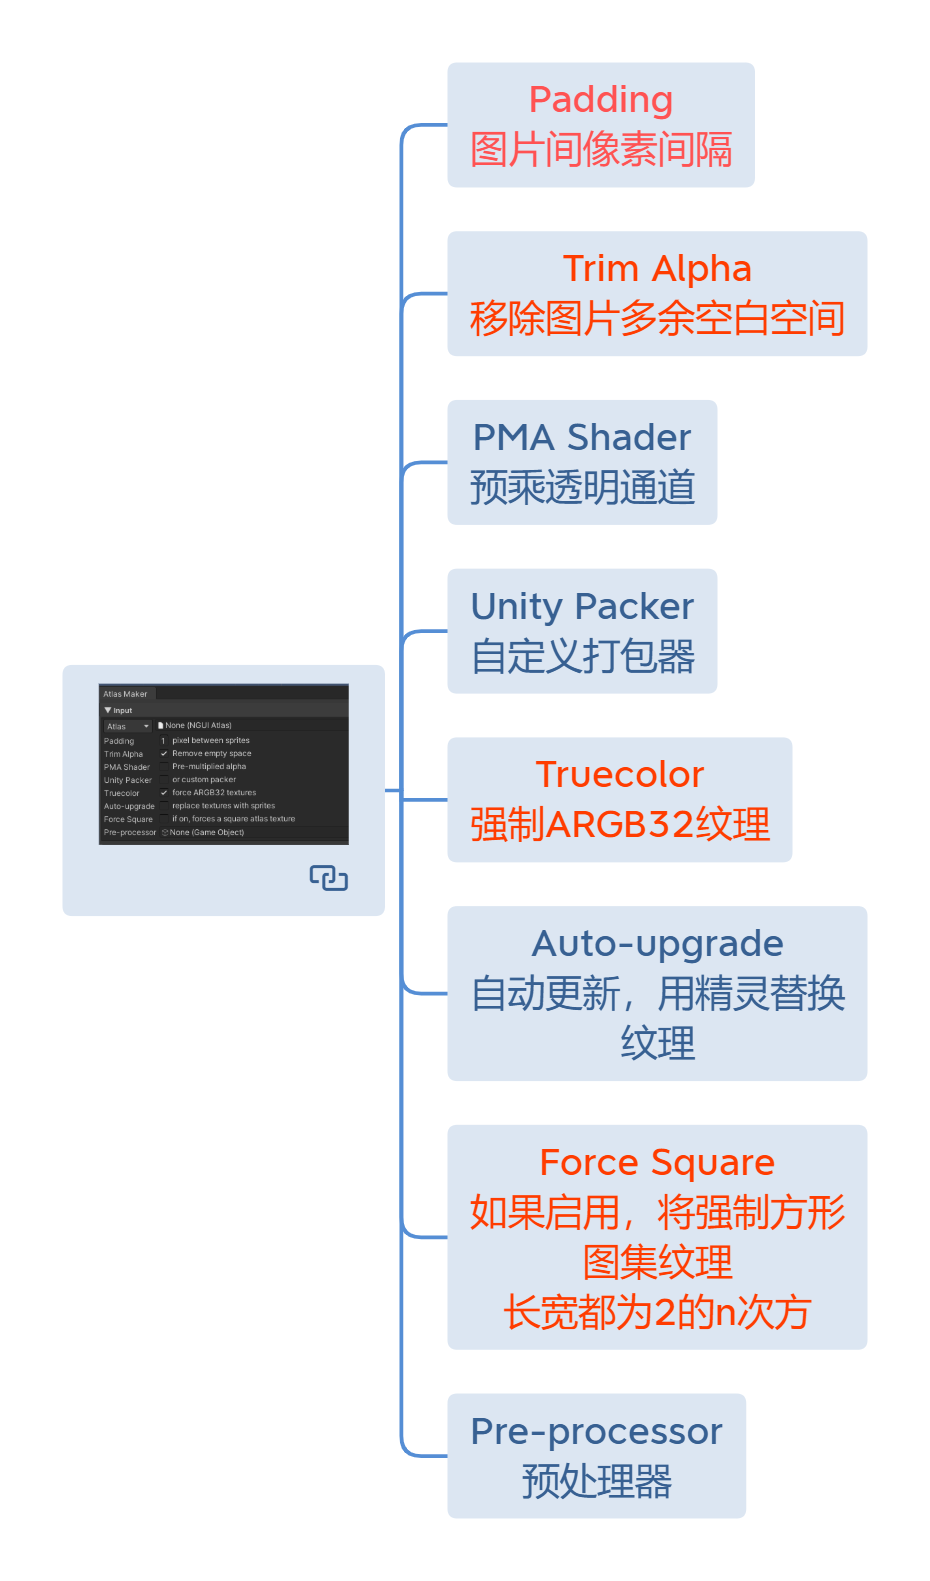 Padding
图片间像素间隔
Trim Alpha
移除图片多余空白空间
PMA Shader
预乘透明通道
Unity Packer
自定义打包器
Atlas Maker
Input
Atlas
None (NGUI Atlas)
Padding 1 pixel between sprites
Trim Alpha Remove empty space
PMA Shader Pre-multiplied alpha
Unity Packer or custom packer
Truecolor force ARGB32 textures
Auto-upgrade replace textures with sprites
Force Square if on, forces a square atlas texture
Pre-processor None (Game Object)
Truecolor
强制ARGB32纹理
Auto-upgrade
自动更新，用精灵替换
纹理
Force Square
如果启用，将强制方形
图集纹理
长宽都为2的n次方
Pre-processor
预处理器